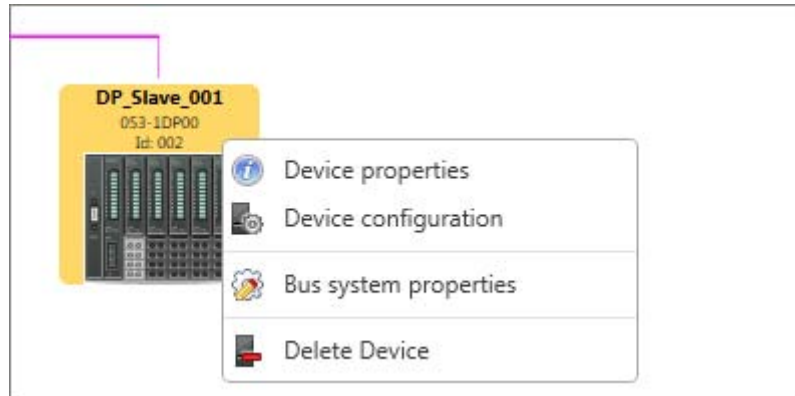 DP_Slave_001
053-1DP00
Id: 002
Device properties
Device configuration
Bus system properties
Delete Device